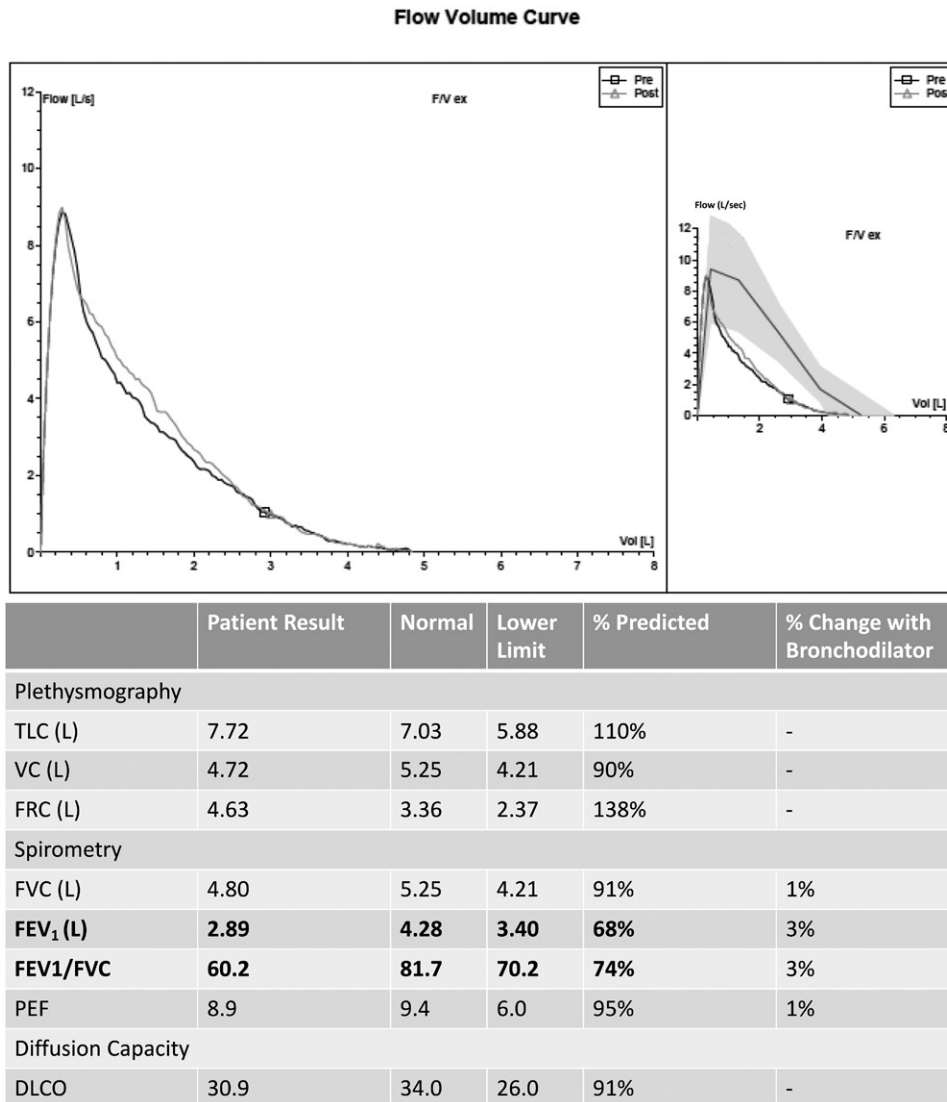 Flow Volume Curve
Flow [L/s]
F/V ex
Pre
Post
12
10
8
6
4
2
0
1 2 3 4 5 6 7 8
Vol [L]
Pre
Pos
Flow (L/sec)
F/V ex
12
10
8
6
4
2
0
2 4 6 8
Vol [L]
Patient Result Normal Lower Limit % Predicted % Change with Bronchodilator
Plethysmography
TLC (L) 7.72 7.03 5.88 110% -
VC (L) 4.72 5.25 4.21 90% -
FRC (L) 4.63 3.36 2.37 138% -
Spirometry
FVC (L) 4.80 5.25 4.21 91% 1%
FEV₁ (L) 2.89 4.28 3.40 68% 3%
FEV1/FVC 60.2 81.7 70.2 74% 3%
PEF 8.9 9.4 6.0 95% 1%
Diffusion Capacity
DLCO 30.9 34.0 26.0 91% -